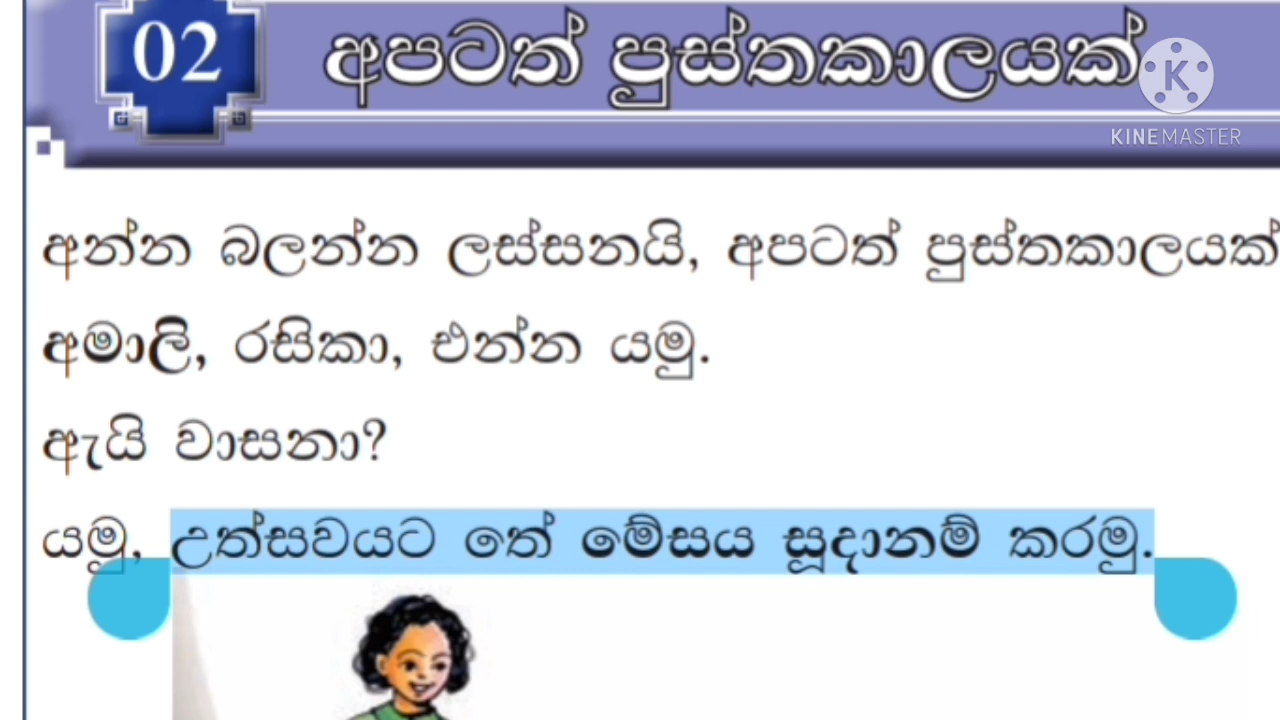 02 අපටත් පුස්තකාලයක්
KINEMASTER
අන්න බලන්න ලස්සනයි, අපටත් පුස්තකාලයක්
අමාලි, රසිකා, එන්න යමු.
ඇයි වාසනා?
යමු, උත්සවයට තේ මේසය සූදානම් කරමු.